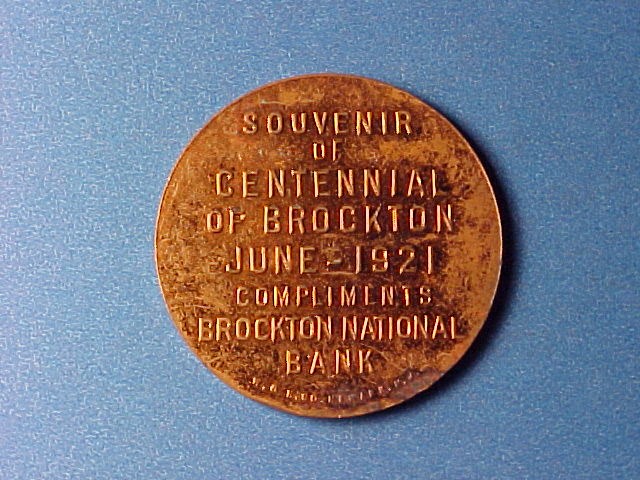 SOUVENIR
OF
CENTENNIAL
OF BROCKTON
JUNE-1921
COMPLIMENTS
BROCKTON NATIONAL
BANK